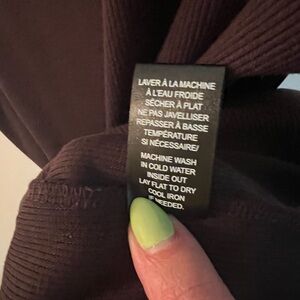 LAVER À LA MACHINE
À L'EAU FROIDE
SÉCHER À PLAT
NE PAS JAVELLISER
REPASSER À BASSE
TEMPÉRATURE
SI NÉCESSAIRE/
MACHINE WASH
IN COLD WATER
INSIDE OUT
LAY FLAT TO DRY
COOL IRON
IF NEEDED.